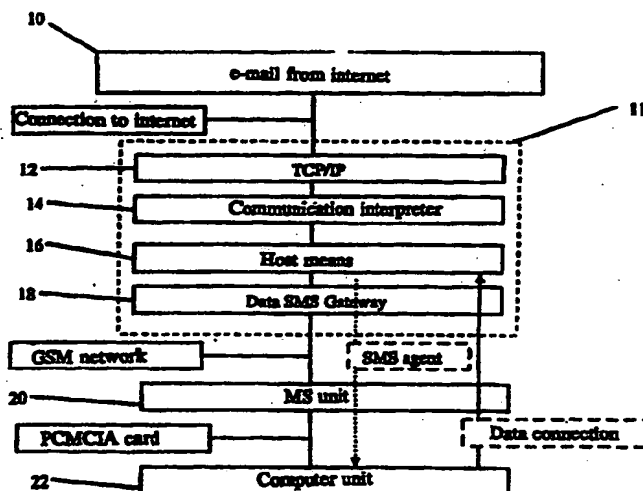 10
e-mail from internet
Connection to internet
11
12
TCP/IP
14
Communication interpreter
16
Host means
18
Data SMS Gateway
GSM network
SMS agent
20
MS unit
PCMCIA card
Data connection
22
Computer unit